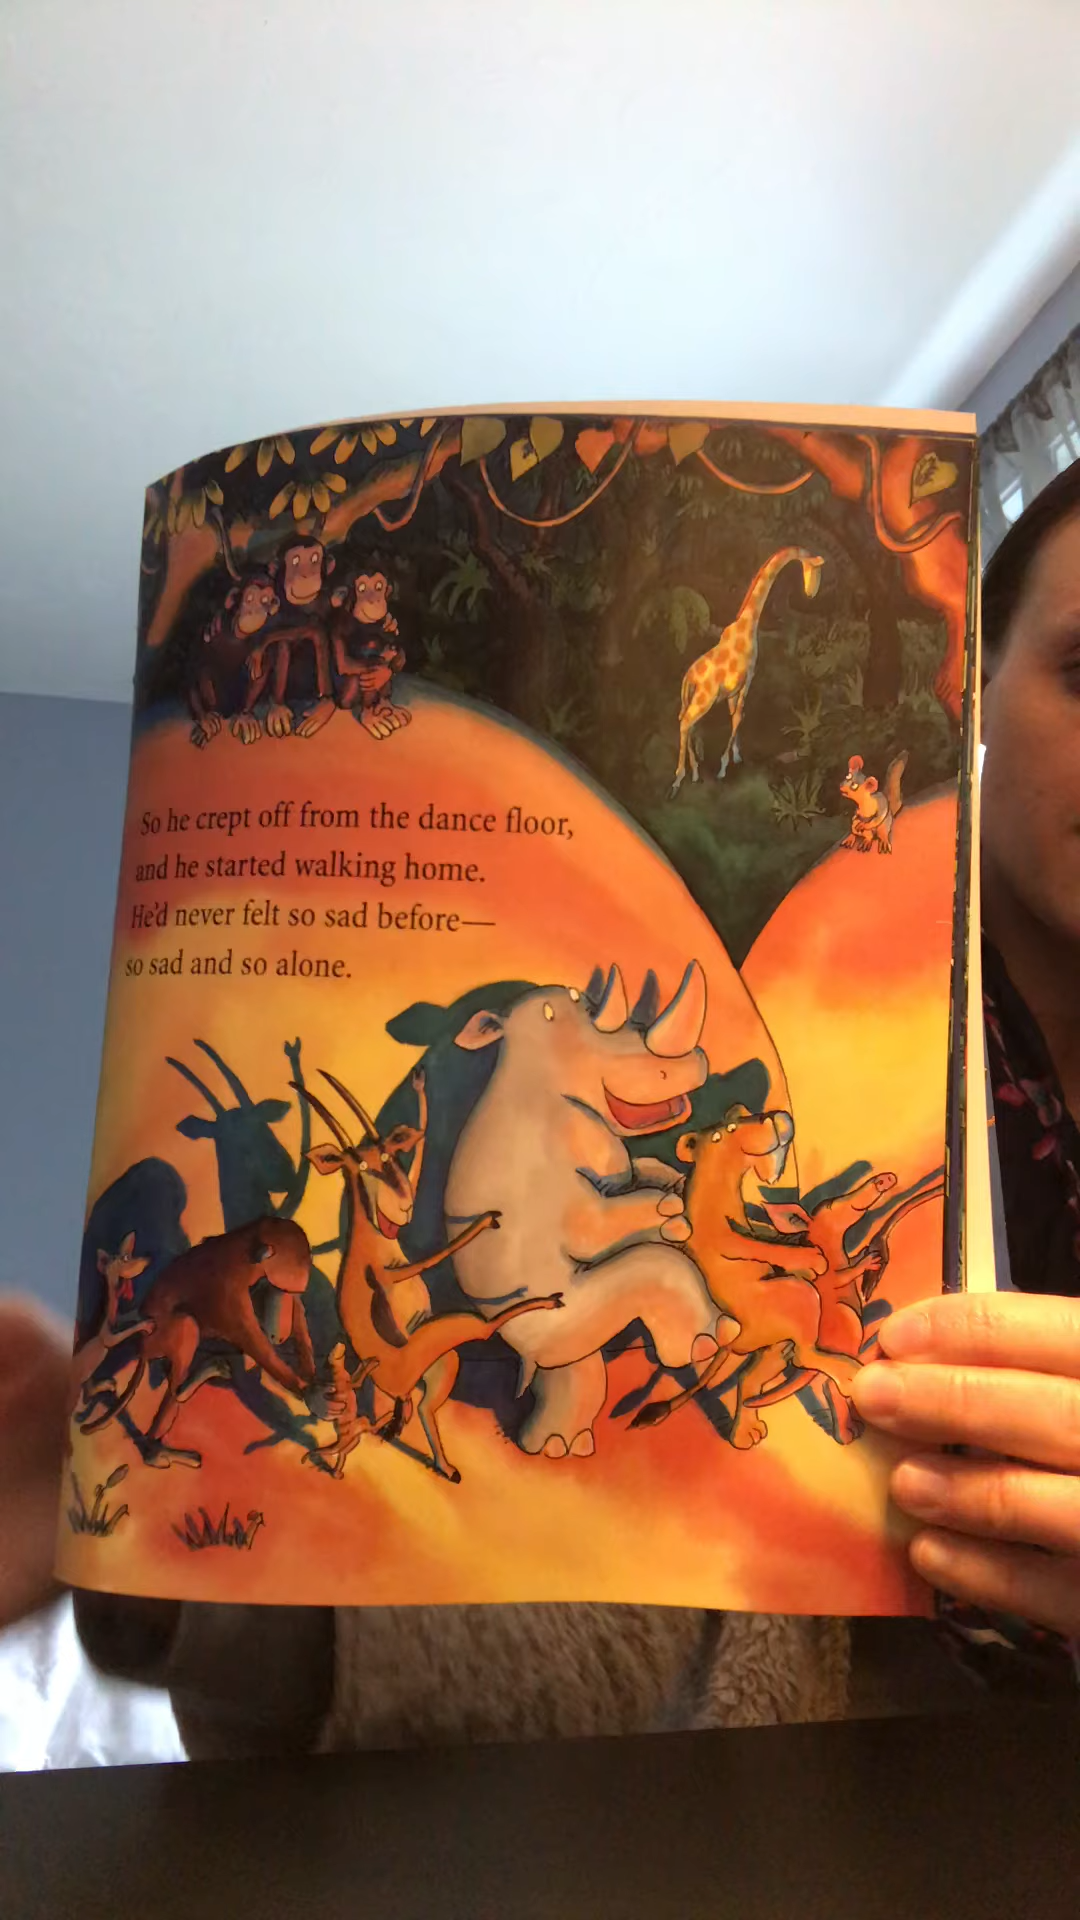 So he crept off from the dance floor,
and he started walking home.
He'd never felt so sad before—
so sad and so alone.